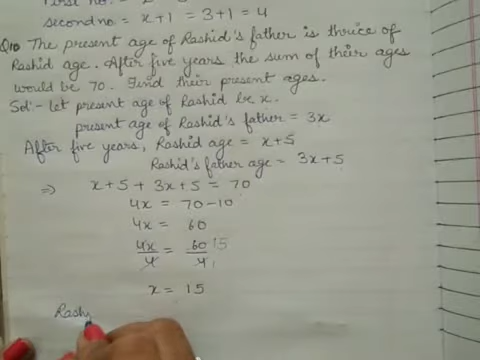 First no. =
second no = x+1 = 3+1 = 4
Q10 The present age of Rashid's father is thrice of
Rashid age. After five years the sum of their ages
would be 70. Find their present ages.
Sol - let present age of Rashid be x.
present age of Rashid's father = 3x
After five years, Rashid age = x+5
Rashid's father age = 3x+5
⇒ x+5 + 3x+5 = 70
4x = 70-10
4x = 60
4x/4 = 60/4 15
x = 15
Rash